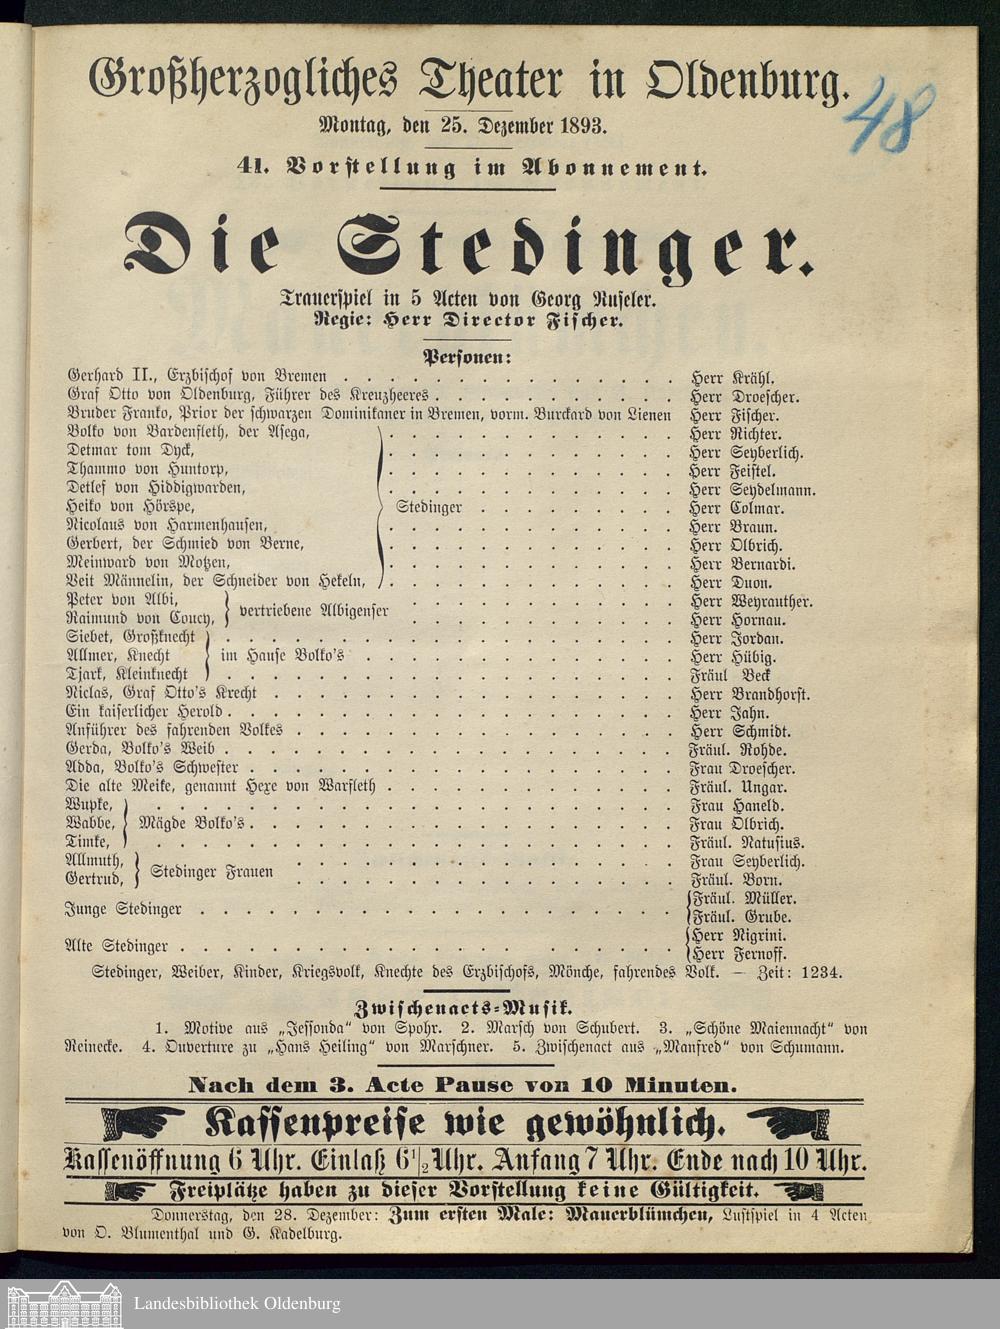 Großherzogliches Theater in Oldenburg.
48
Montag, den 25. Dezember 1893.
41. Vorstellung im Abonnement.
Die Stedinger.
Trauerspiel in 5 Acten von Georg Ruseler.
Regie: Herr Director Fischer.
Personen:
Gerhard II., Erzbischof von Bremen . . . . . . . . . . . . . . Herr Krähl.
Graf Otto von Oldenburg, Führer des Kreuzheeres . . . . . . . . . . . Herr Droescher.
Bruder Franko, Prior der schwarzen Dominikaner in Bremen, vorm. Burckard von Lienen Herr Fischer.
Bolko von Bardenfleth, der Asega, . . . . . . . . . . . . . Herr Richter.
Detmar tom Dyck, . . . . . . . . . . . . . Herr Seyberlich.
Thammo von Huntorp, . . . . . . . . . . . . . Herr Feistel.
Detlef von Hiddigwarden, . . . . . . . . . . . . . Herr Seydelmann.
Heiko von Hörspe, Stedinger . . . . . . . . . Herr Colmar.
Nicolaus von Harmenhausen, . . . . . . . . . . . . . Herr Braun.
Gerbert, der Schmied von Berne, . . . . . . . . . . . . . Herr Olbrich.
Meinward von Motzen, . . . . . . . . . . . . . Herr Bernardi.
Veit Männelin, der Schneider von Hekeln, . . . . . . . . . . . . . Herr Duon.
Peter von Albi, . . . . . . . . . . . . Herr Weyrauther.
vertriebene Albigenser
Raimund von Coucy, . . . . . . . . . . . . Herr Hornau.
Siebet, Großknecht . . . . . . . . . . . . . . . . . . . . Herr Jordan.
Allmer, Knecht im Hause Bolko's . . . . . . . . . . . . . . Herr Hübig.
Tjark, Kleinknecht . . . . . . . . . . . . . . . . . . . . Fräul Beck
Niclas, Graf Otto's Krecht . . . . . . . . . . . . . . . . . . Herr Brandhorst.
Ein kaiserlicher Herold . . . . . . . . . . . . . . . . . . . . Herr Jahn.
Anführer des fahrenden Volkes . . . . . . . . . . . . . . . . . Herr Schmidt.
Gerda, Bolko's Weib . . . . . . . . . . . . . . . . . . . . Fräul. Rohde.
Adda, Bolko's Schwester . . . . . . . . . . . . . . . . . . . Frau Droescher.
Die alte Meike, genannt Hexe von Warfleth . . . . . . . . . . . . . Fräul. Ungar.
Wupke, . . . . . . . . . . . . . . . . . . . . . . . Frau Haneld.
Wabbe, Mägde Bolko's . . . . . . . . . . . . . . . . . . . Frau Olbrich.
Timke, . . . . . . . . . . . . . . . . . . . . . . . Fräul. Natusius.
Allmuth, . . . . . . . . . . . . . . . . . Frau Seyberlich.
Stedinger Frauen
Gertrud, . . . . . . . . . . . . . . . . . Fräul. Born.
Fräul. Müller.
Junge Stedinger . . . . . . . . . . . . . . . . . . . . .
Fräul. Grube.
Herr Nigrini.
Alte Stedinger . . . . . . . . . . . . . . . . . . . . . .
Herr Fernoff.
Stedinger, Weiber, Kinder, Kriegsvolk, Knechte des Erzbischofs, Mönche, fahrendes Volk. — Zeit: 1234.
Zwischenacts-Musik.
1. Motive aus „Jessonda“ von Spohr. 2. Marsch von Schubert. 3. „Schöne Maiennacht“ von
Reinecke. 4. Ouverture zu „Hans Heiling“ von Marschner. 5. Zwischenact aus „Manfred“ von Schumann.
Nach dem 3. Acte Pause von 10 Minuten.
Kassenpreise wie gewöhnlich.
Kassenöffnung 6 Uhr. Einlaß 6 1/2 Uhr. Anfang 7 Uhr. Ende nach 10 Uhr.
Freiplätze haben zu dieser Vorstellung keine Gültigkeit.
Donnerstag, den 28. Dezember: Zum ersten Male: Mauerblümchen, Lustspiel in 4 Acten
von O. Blumenthal und G. Kadelburg.
Landesbibliothek Oldenburg